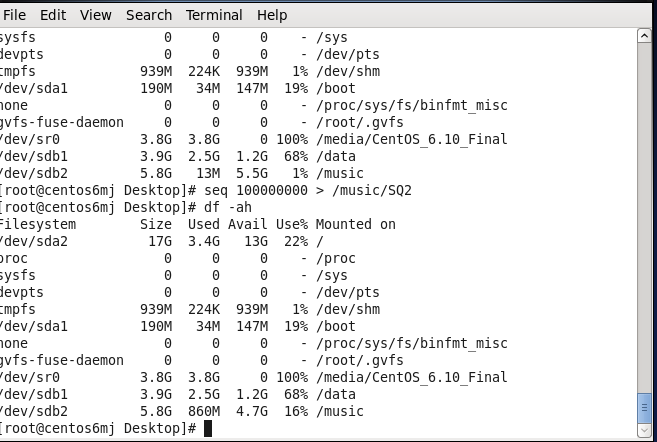 File Edit View Search Terminal Help
sysfs 0 0 0 - /sys
devpts 0 0 0 - /dev/pts
tmpfs 939M 224K 939M 1% /dev/shm
/dev/sda1 190M 34M 147M 19% /boot
none 0 0 0 - /proc/sys/fs/binfmt_misc
gvfs-fuse-daemon 0 0 0 - /root/.gvfs
/dev/sr0 3.8G 3.8G 0 100% /media/CentOS_6.10_Final
/dev/sdb1 3.9G 2.5G 1.2G 68% /data
/dev/sdb2 5.8G 13M 5.5G 1% /music
[root@centos6mj Desktop]# seq 100000000 > /music/SQ2
[root@centos6mj Desktop]# df -ah
Filesystem Size Used Avail Use% Mounted on
/dev/sda2 17G 3.4G 13G 22% /
proc 0 0 0 - /proc
sysfs 0 0 0 - /sys
devpts 0 0 0 - /dev/pts
tmpfs 939M 224K 939M 1% /dev/shm
/dev/sda1 190M 34M 147M 19% /boot
none 0 0 0 - /proc/sys/fs/binfmt_misc
gvfs-fuse-daemon 0 0 0 - /root/.gvfs
/dev/sr0 3.8G 3.8G 0 100% /media/CentOS_6.10_Final
/dev/sdb1 3.9G 2.5G 1.2G 68% /data
/dev/sdb2 5.8G 860M 4.7G 16% /music
[root@centos6mj Desktop]#